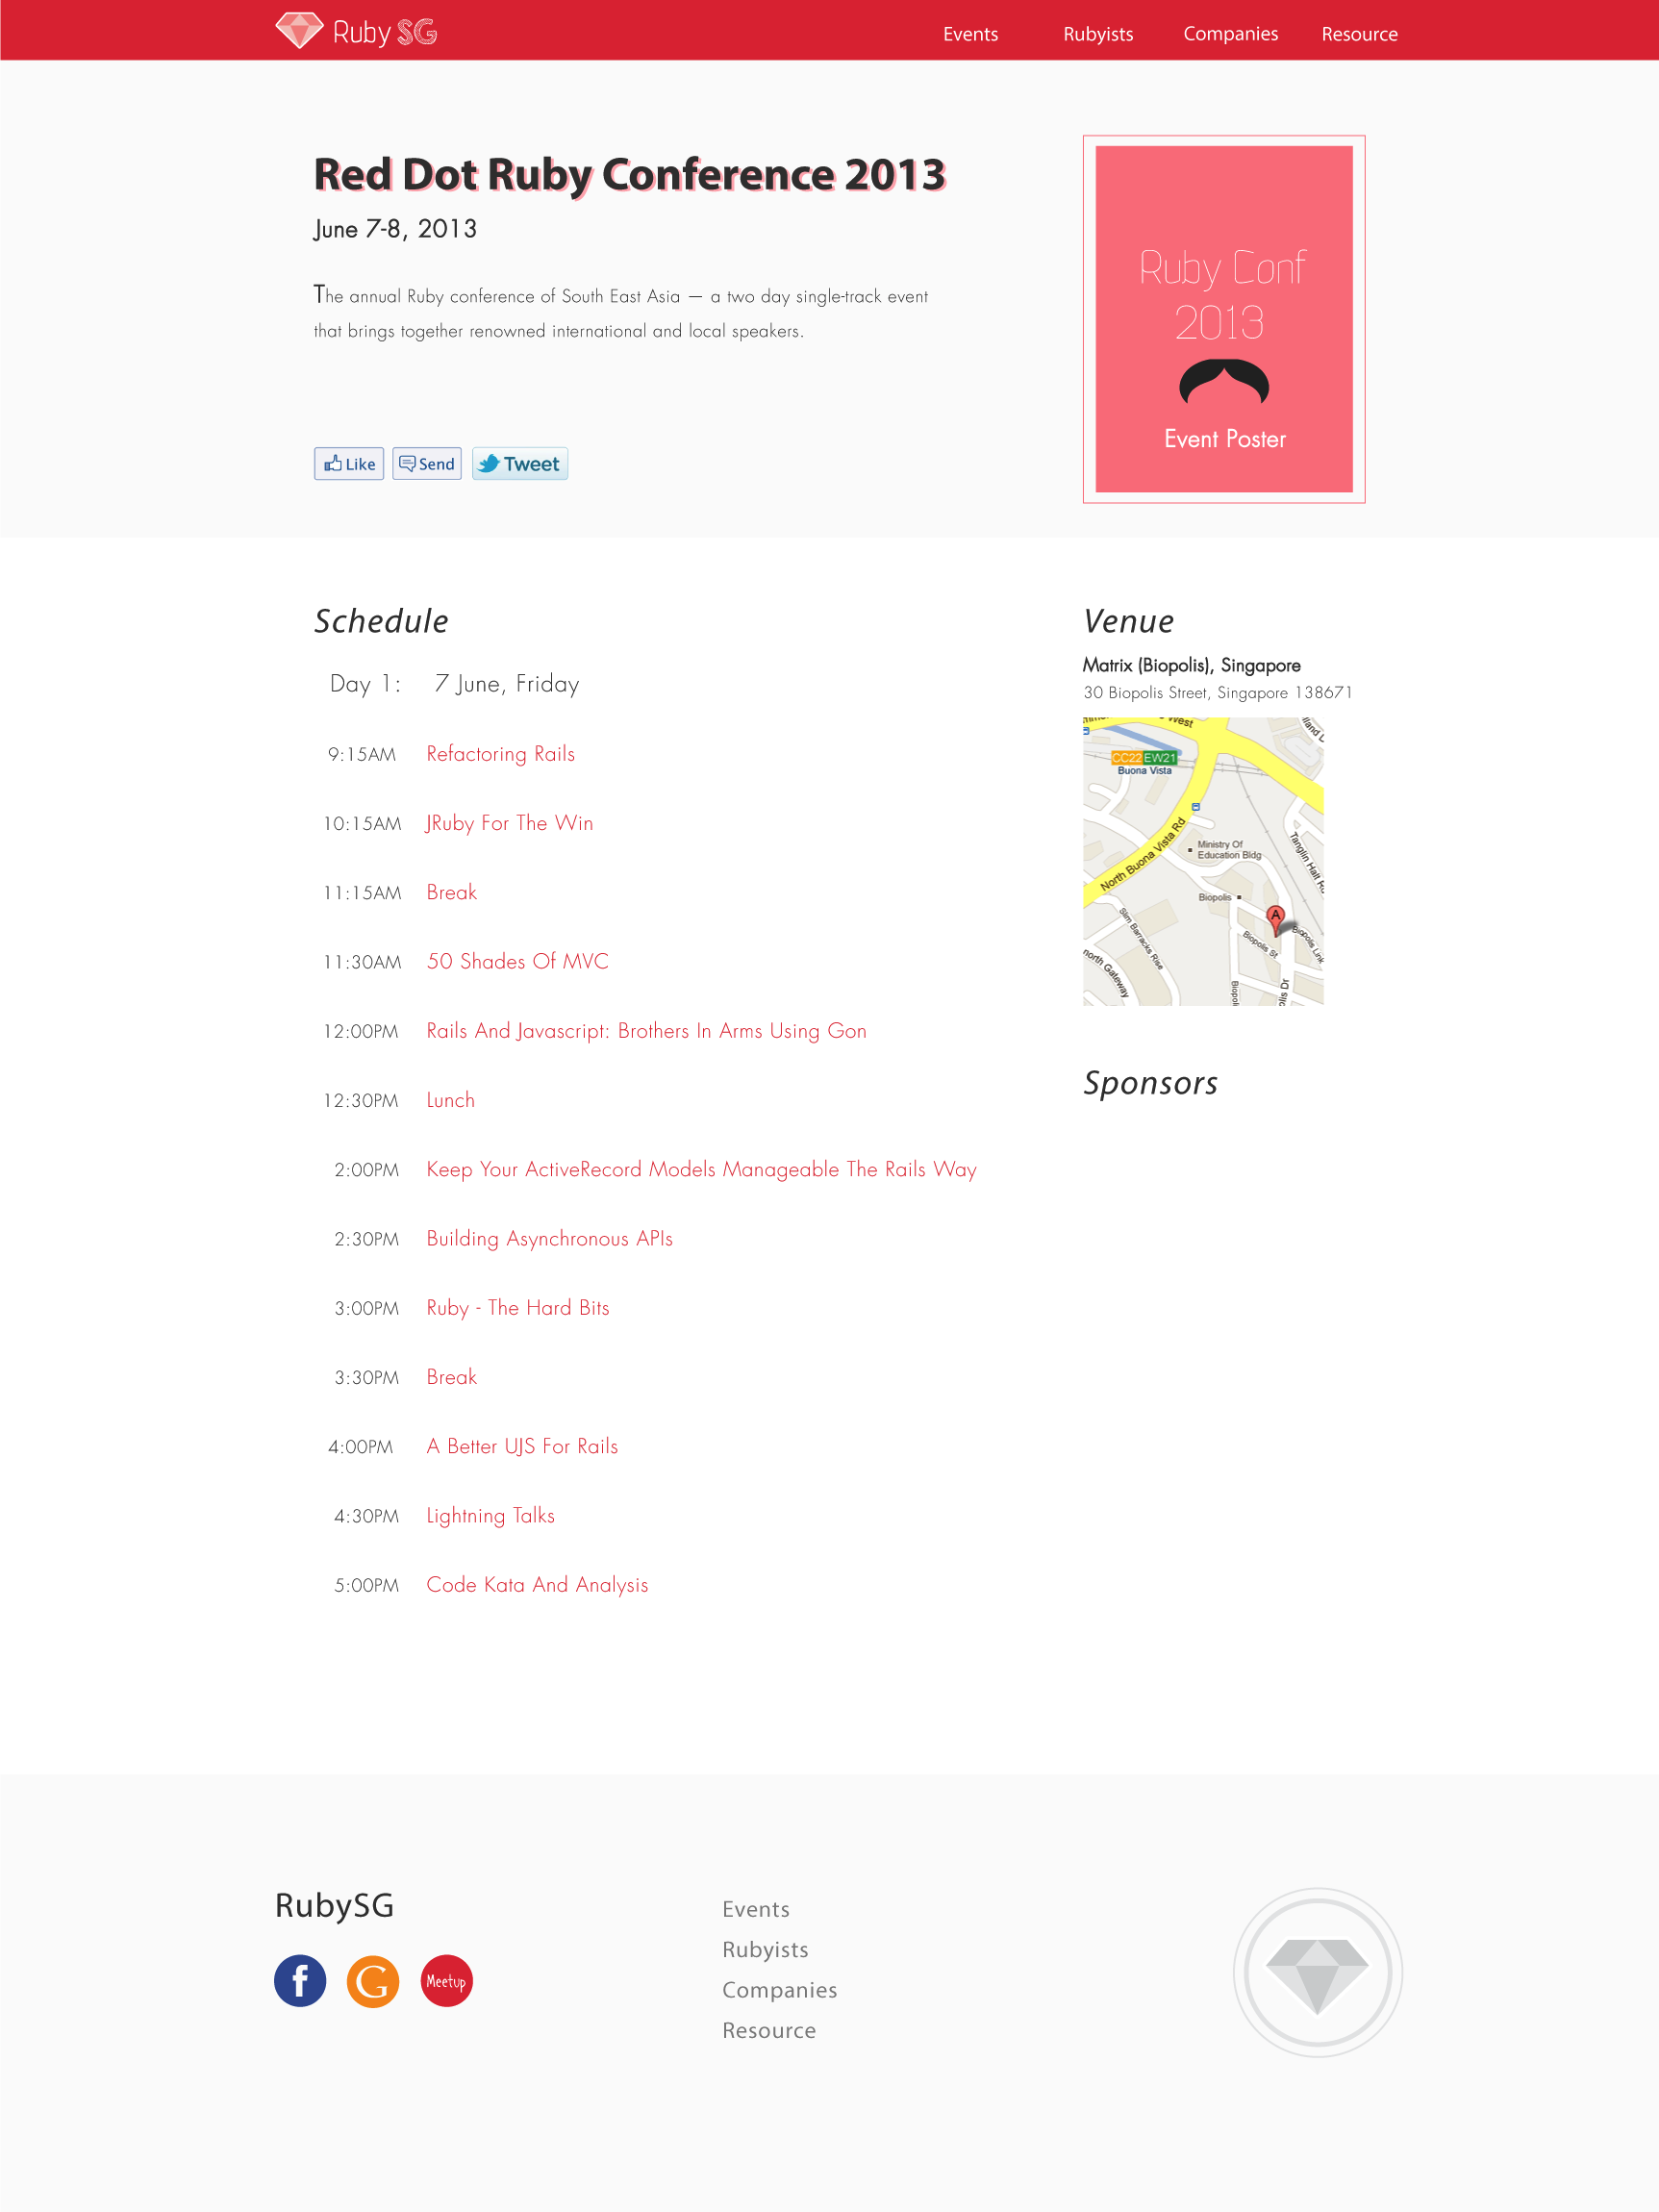 Ruby SG
Events
Rubyists
Companies
Resource
Red Dot Ruby Conference 2013
June 7-8, 2013
The annual Ruby conference of South East Asia — a two day single-track event
that brings together renowned international and local speakers.
Like
Send
Tweet
Ruby Conf
2013
Event Poster
Schedule
Day 1: 7 June, Friday
9:15AM Refactoring Rails
10:15AM JRuby For The Win
11:15AM Break
11:30AM 50 Shades Of MVC
12:00PM Rails And Javascript: Brothers In Arms Using Gon
12:30PM Lunch
2:00PM Keep Your ActiveRecord Models Manageable The Rails Way
2:30PM Building Asynchronous APIs
3:00PM Ruby - The Hard Bits
3:30PM Break
4:00PM A Better UJS For Rails
4:30PM Lightning Talks
5:00PM Code Kata And Analysis
Venue
Matrix (Biopolis), Singapore
30 Biopolis Street, Singapore 138671
West
CC22 EW21
Buona Vista
North Buona Vista Rd
Ministry Of
Education Bldg
Tanglin Halt
Biopolis
A
Biopolis St
Biopolis Link
Slim Barracks Rise
north Gateway
Sponsors
RubySG
f
G
Meetup
Events
Rubyists
Companies
Resource